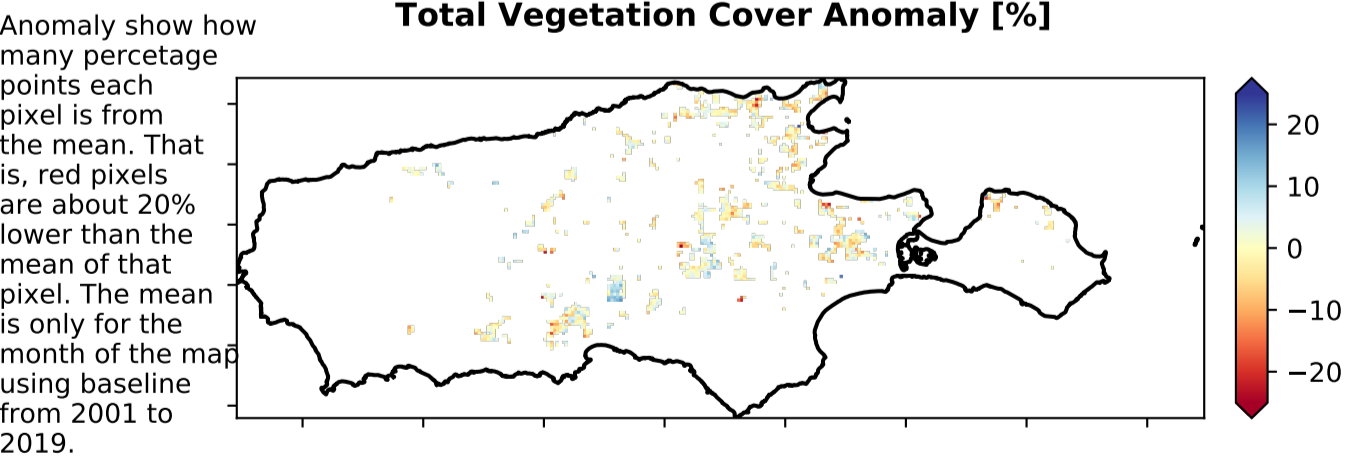 Total Vegetation Cover Anomaly [%]
Anomaly show how
many percetage
points each
pixel is from
the mean. That
is, red pixels
are about 20%
lower than the
mean of that
pixel. The mean
is only for the
month of the map
using baseline
from 2001 to
2019.
20
10
0
−10
−20